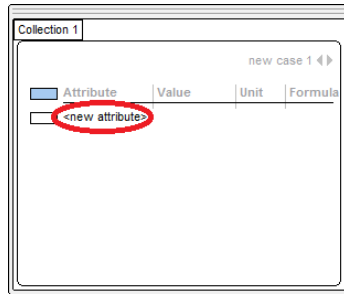 Collection 1
new case 1
Attribute Value Unit Formula
<new attribute>